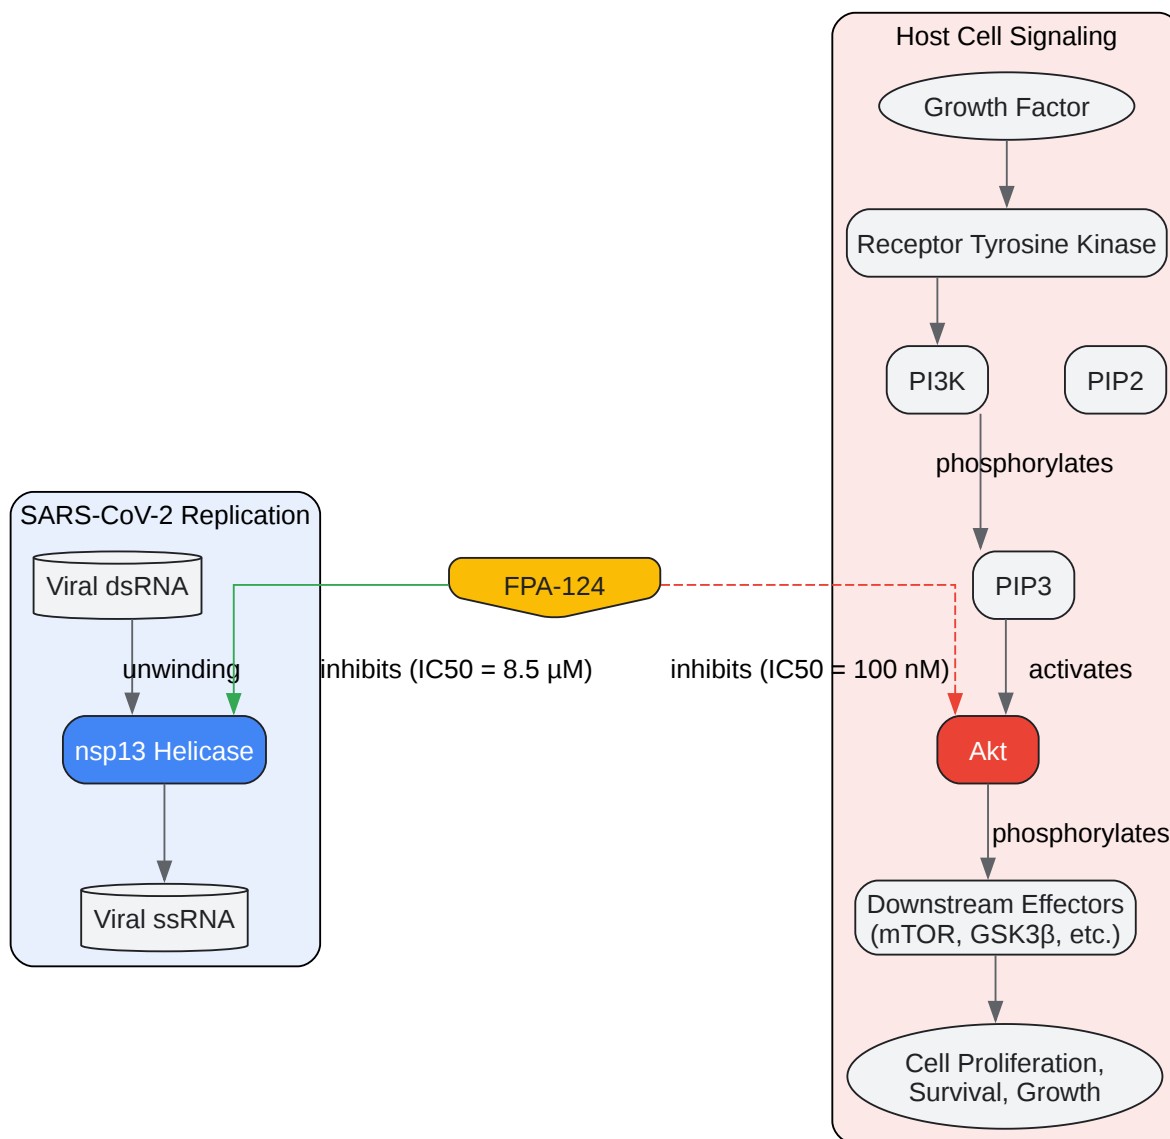 Host Cell Signaling
Growth Factor
Receptor Tyrosine Kinase
PI3K
PIP2
phosphorylates
SARS-CoV-2 Replication
Viral dsRNA
FPA-124
PIP3
unwinding
inhibits (IC50 = 8.5 μM)
inhibits (IC50 = 100 nM)
activates
nsp13 Helicase
Akt
phosphorylates
Viral ssRNA
Downstream Effectors
(mTOR, GSK3β, etc.)
Cell Proliferation,
Survival, Growth